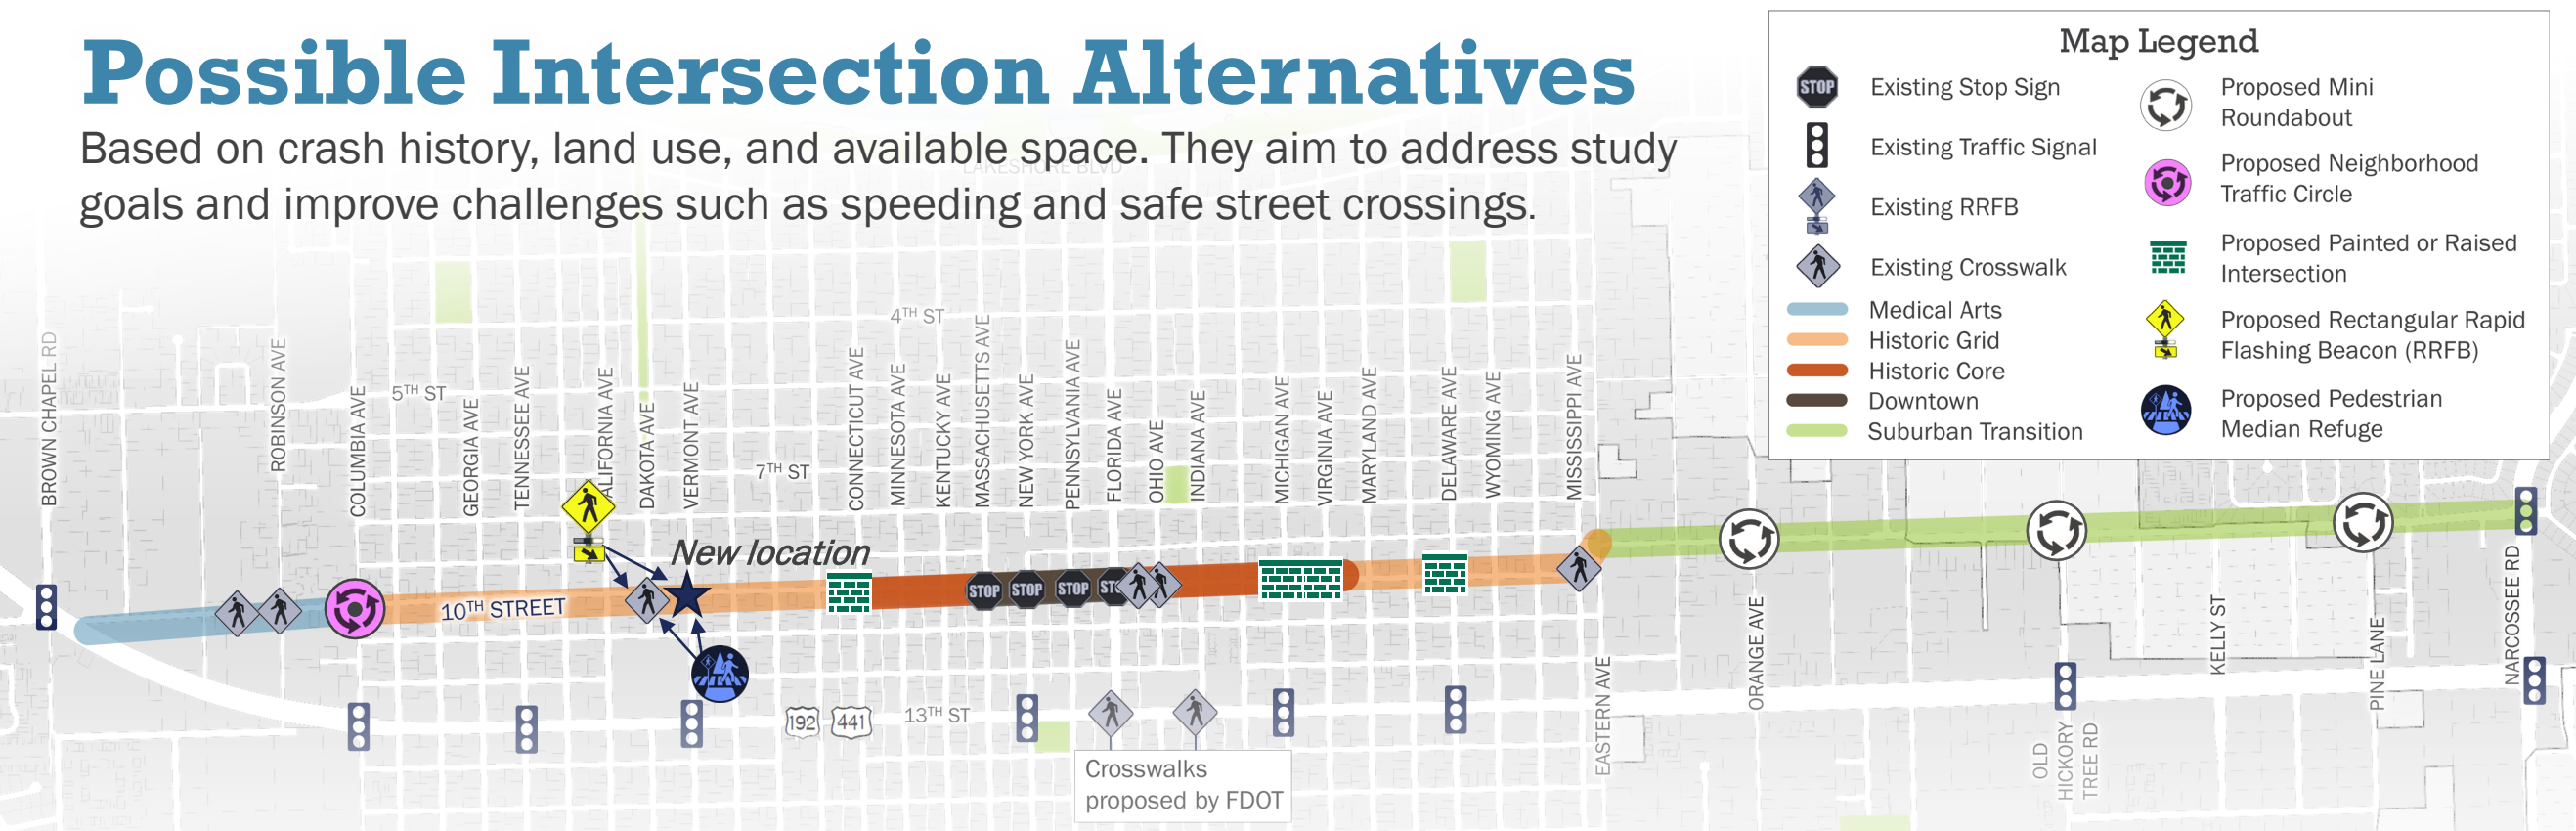 Possible Intersection Alternatives
Based on crash history, land use, and available space. They aim to address study
goals and improve challenges such as speeding and safe street crossings.
LAKESHORE BLVD
Map Legend
STOP Existing Stop Sign
Existing Traffic Signal
Existing RRFB
Existing Crosswalk
Medical Arts
Historic Grid
Historic Core
Downtown
Suburban Transition
Proposed Mini
Roundabout
Proposed Neighborhood
Traffic Circle
Proposed Painted or Raised
Intersection
Proposed Rectangular Rapid
Flashing Beacon (RRFB)
Proposed Pedestrian
Median Refuge
4TH ST
5TH ST
7TH ST
BROWN CHAPEL RD
ROBINSON AVE
COLUMBIA AVE
GEORGIA AVE
TENNESSEE AVE
ALIFORNIA AVE
DAKOTA AVE
VERMONT AVE
CONNECTICUT AVE
MINNESOTA AVE
KENTUCKY AVE
MASSACHUSETTS AVE
NEW YORK AVE
PENNSYLVANIA AVE
FLORIDA AVE
OHIO AVE
INDIANA AVE
MICHIGAN AVE
VIRGINIA AVE
MARYLAND AVE
DELAWARE AVE
WYOMING AVE
MISSISSIPPI AVE
New location
10TH STREET
STOP
STOP
STOP
STO
192
441
13TH ST
Crosswalks
proposed by FDOT
EASTERN AVE
ORANGE AVE
OLD
HICKORY
TREE RD
KELLY ST
PINE LANE
NARCOSSEE RD